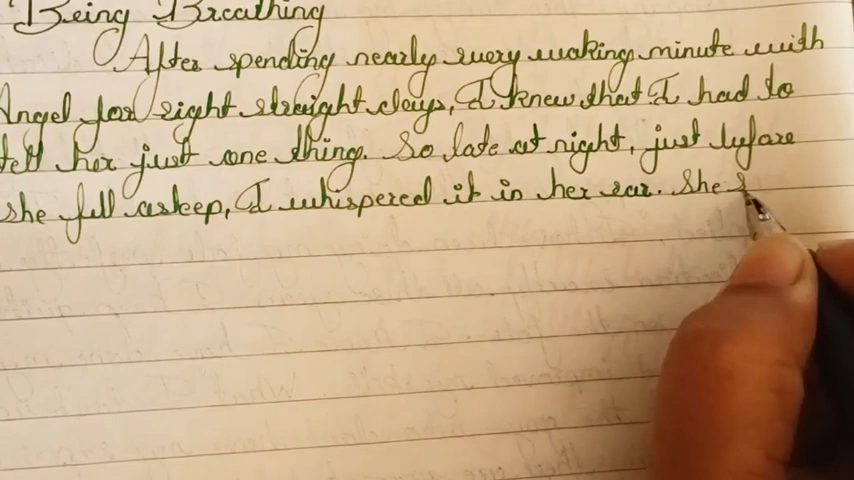 Being Breathing
After spending nearly every waking minute with
Angel for eight straight days, I knew that I had to
tell her just one thing. So late at night, just before
she fell asleep, I whispered it in her ear. She s